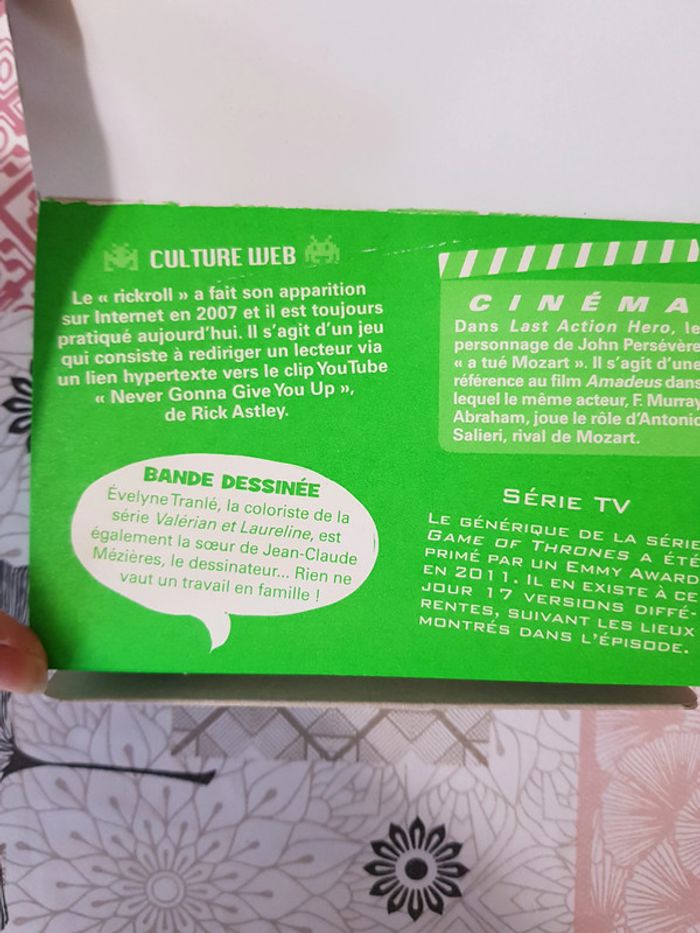 CULTURE WEB
Le « rickroll » a fait son apparition
sur Internet en 2007 et il est toujours
pratiqué aujourd'hui. Il s'agit d'un jeu
qui consiste à rediriger un lecteur via
un lien hypertexte vers le clip YouTube
« Never Gonna Give You Up »,
de Rick Astley.
BANDE DESSINÉE
Évelyne Tranlé, la coloriste de la
série Valérian et Laureline, est
également la sœur de Jean-Claude
Mézières, le dessinateur... Rien ne
vaut un travail en famille !
CINÉMA
Dans Last Action Hero, le
personnage de John Persévère
« a tué Mozart ». Il s'agit d'une
référence au film Amadeus dans
lequel le même acteur, F. Murray
Abraham, joue le rôle d'Antonio
Salieri, rival de Mozart.
SÉRIE TV
LE GÉNÉRIQUE DE LA SÉRIE
GAME OF THRONES A ÉTÉ
PRIMÉ PAR UN EMMY AWARD
EN 2011. IL EN EXISTE À CE
JOUR 17 VERSIONS DIFFÉ-
RENTES, SUIVANT LES LIEUX
MONTRÉS DANS L'ÉPISODE.